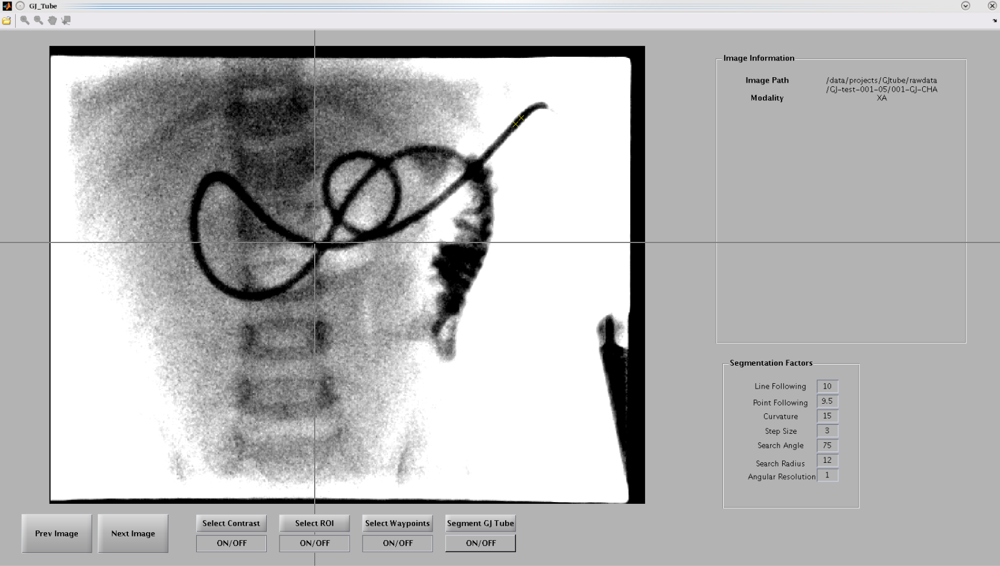 GJ_Tube
Image Information
Image Path
/data/projects/GJtube/rawdata
/GJ-test-001-05/001-GJ-CHA
Modality
XA
Segmentation Factors
Line Following 10
Point Following 9.5
Curvature 15
Step Size 3
Search Angle 75
Search Radius 12
Angular Resolution 1
Prev Image
Next Image
Select Contrast
Select ROI
Select Waypoints
Segment GJ Tube
ON/OFF
ON/OFF
ON/OFF
ON/OFF